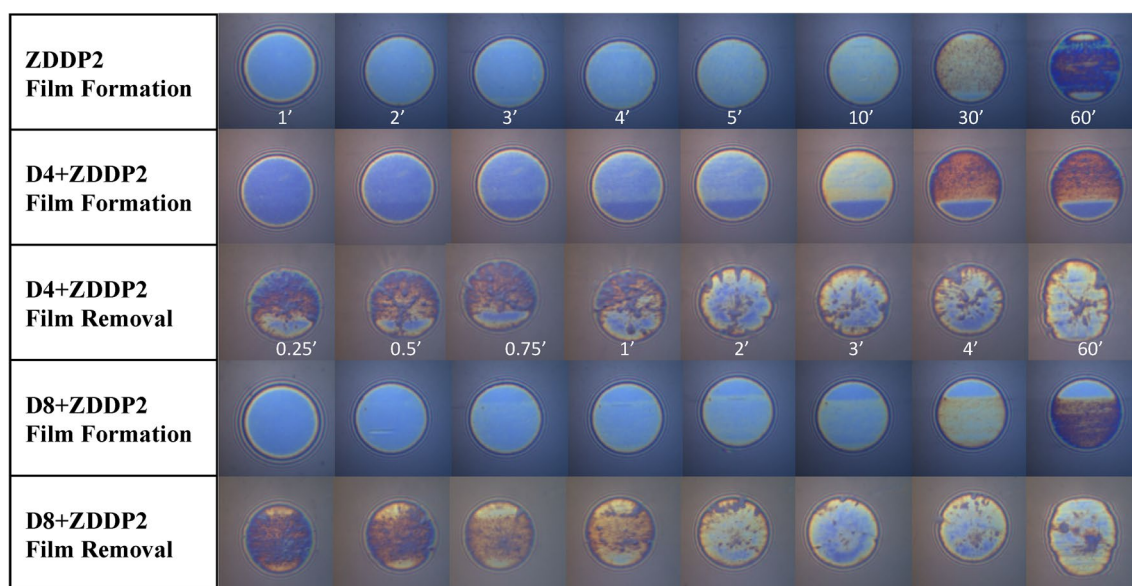 ZDDP2
Film Formation
1′ 2′ 3′ 4′ 5′ 10′ 30′ 60′
D4+ZDDP2
Film Formation
D4+ZDDP2
Film Removal
0.25′ 0.5′ 0.75′ 1′ 2′ 3′ 4′ 60′
D8+ZDDP2
Film Formation
D8+ZDDP2
Film Removal